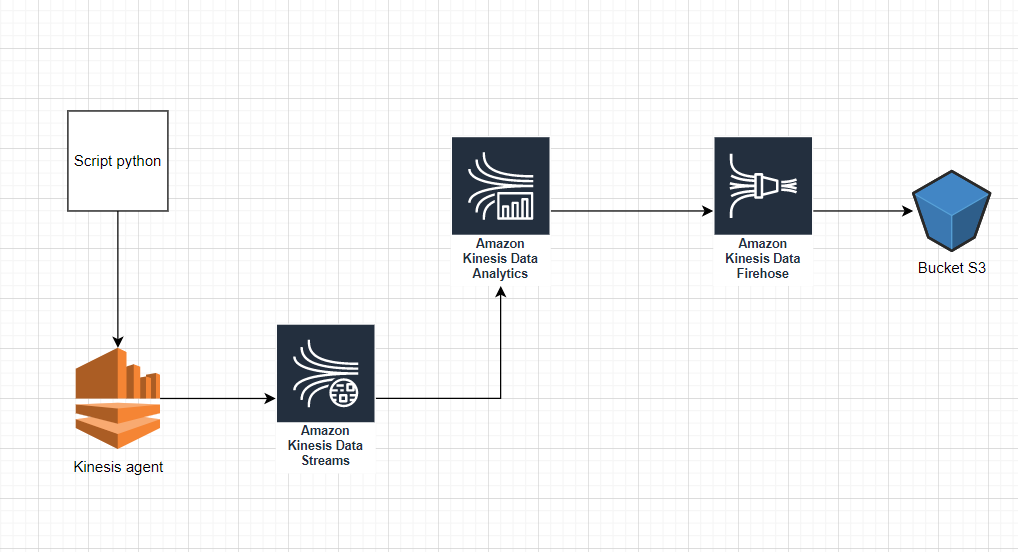 Script python
Kinesis agent
Amazon
Kinesis Data
Streams
Amazon
Kinesis Data
Analytics
Amazon
Kinesis Data
Firehose
Bucket S3